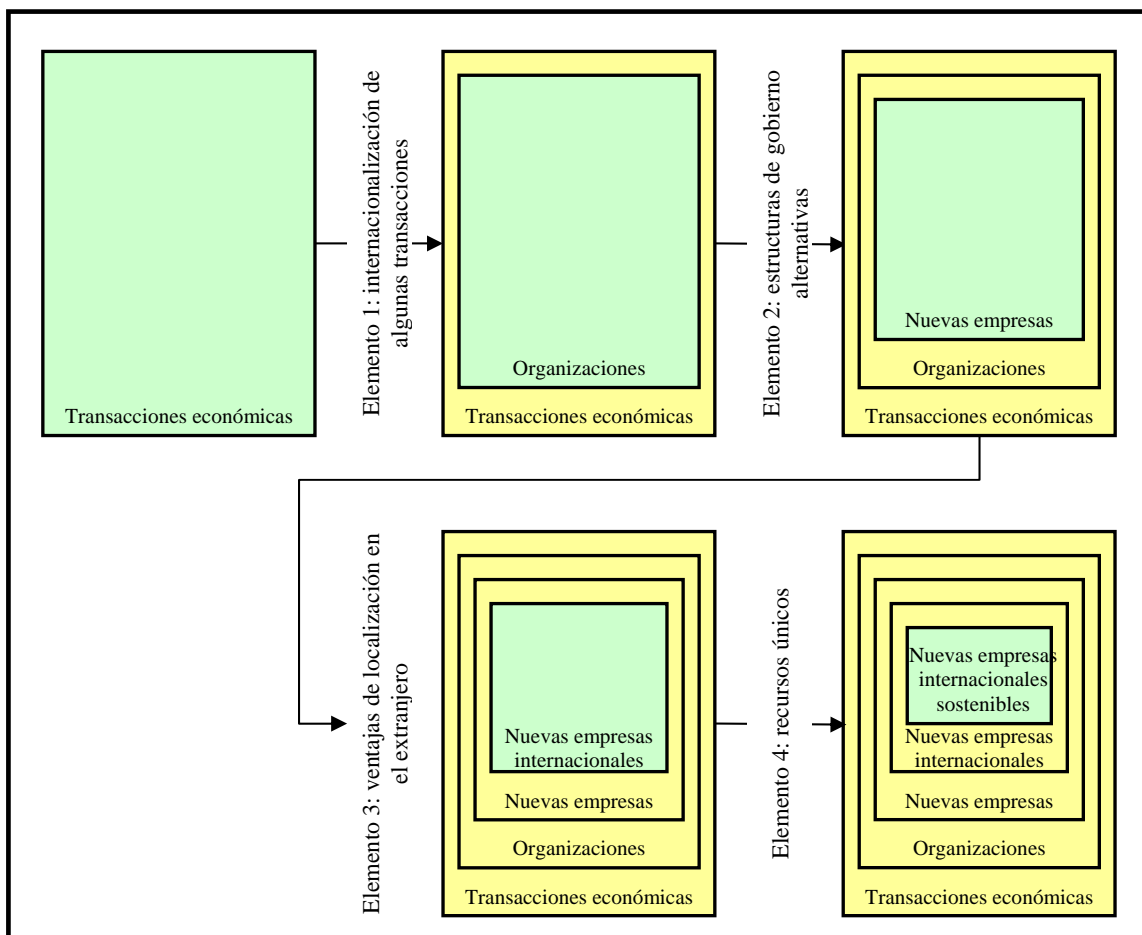 Transacciones económicas
Elemento 1: internacionalización de
algunas transacciones
Organizaciones
Transacciones económicas
Elemento 2: estructuras de gobierno
alternativas
Nuevas empresas
Organizaciones
Transacciones económicas
Elemento 3: ventajas de localización en
el extranjero
Nuevas empresas
internacionales
Nuevas empresas
Organizaciones
Transacciones económicas
Elemento 4: recursos únicos
Nuevas empresas
internacionales
sostenibles
Nuevas empresas
internacionales
Nuevas empresas
Organizaciones
Transacciones económicas